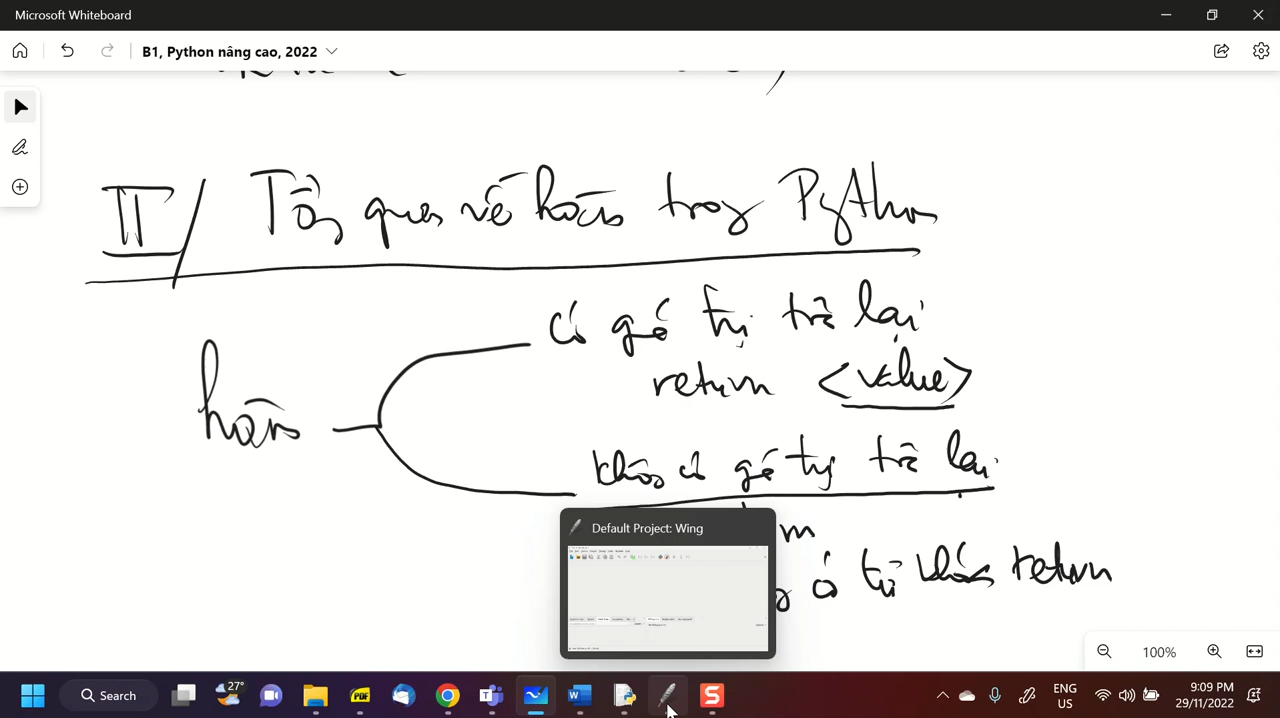 Microsoft Whiteboard
B1, Python nâng cao, 2022
II/ Tổng quan về hàm trong Python
có giá trị trả lại
return <value>
hàm
không có giá trị trả lại
Default Project: Wing
có từ khóa return
100%
Search
27°
PDF
ENG
US
9:09 PM
29/11/2022